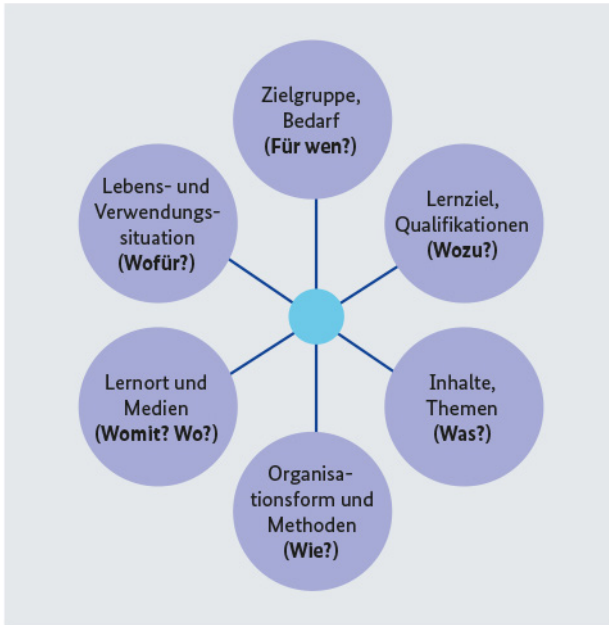 Zielgruppe,
Bedarf
(Für wen?)
Lernziel,
Qualifikationen
(Wozu?)
Inhalte,
Themen
(Was?)
Organisa-
tionsform und
Methoden
(Wie?)
Lernort und
Medien
(Womit? Wo?)
Lebens- und
Verwendungs-
situation
(Wofür?)